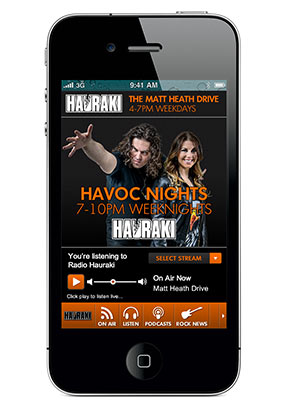 3G 9:41 AM
HAURAKI THE MATT HEATH DRIVE
4-7PM WEEKDAYS
HAVOC NIGHTS
7-10PM WEEKNIGHTS
HAURAKI
You're listening to
Radio Hauraki
SELECT STREAM
On Air Now
Matt Heath Drive
Click play to listen live...
HAURAKI
ON AIR
LISTEN
PODCASTS
ROCK NEWS